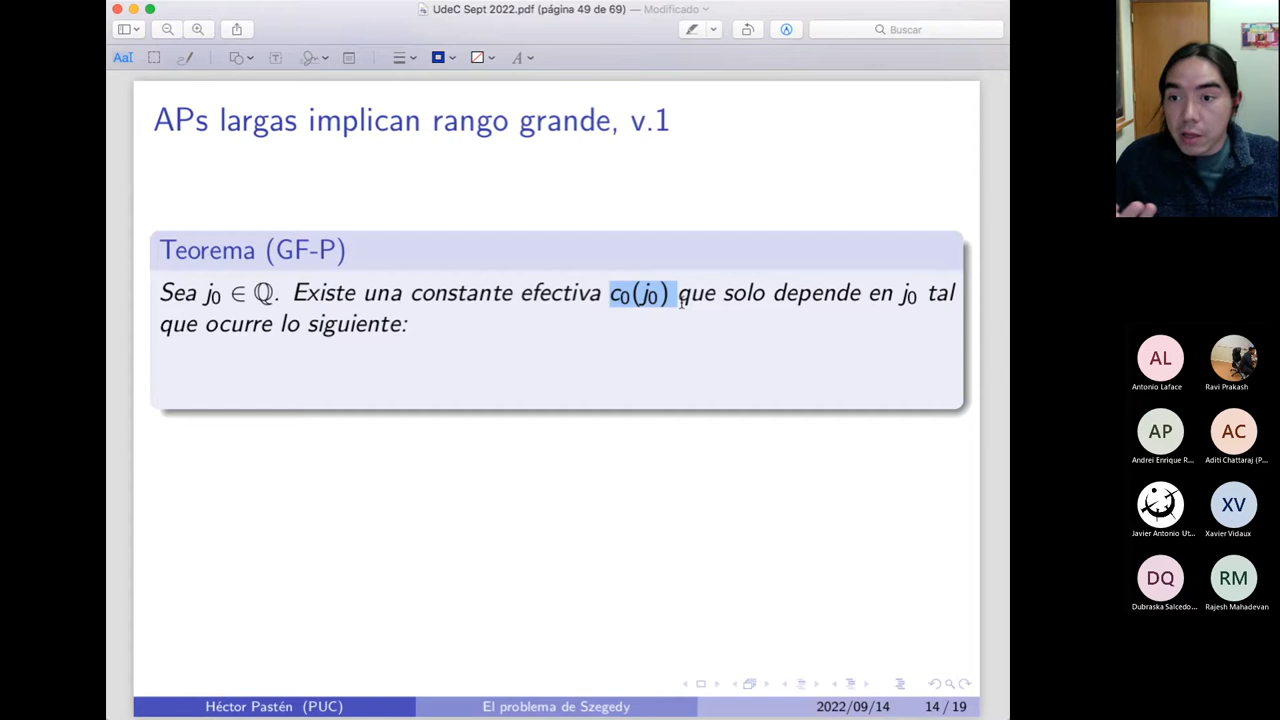 UdeC Sept 2022.pdf (página 49 de 69) — Modificado
Buscar
AaI
T
A
APs largas implican rango grande, v.1
Teorema (GF-P)
Sea j₀ ∈ ℚ. Existe una constante efectiva c₀(j₀) que solo depende en j₀ tal
que ocurre lo siguiente:
Héctor Pastén (PUC)
El problema de Szegedy
2022/09/14
14 / 19
AL
Antonio Laface
Ravi Prakash
AP
AC
Andrei Enrique R...
Aditi Chattaraj (P...
XV
Javier Antonio Ut...
Xavier Vidaux
DQ
RM
Dubraska Salcedo...
Rajesh Mahadevan